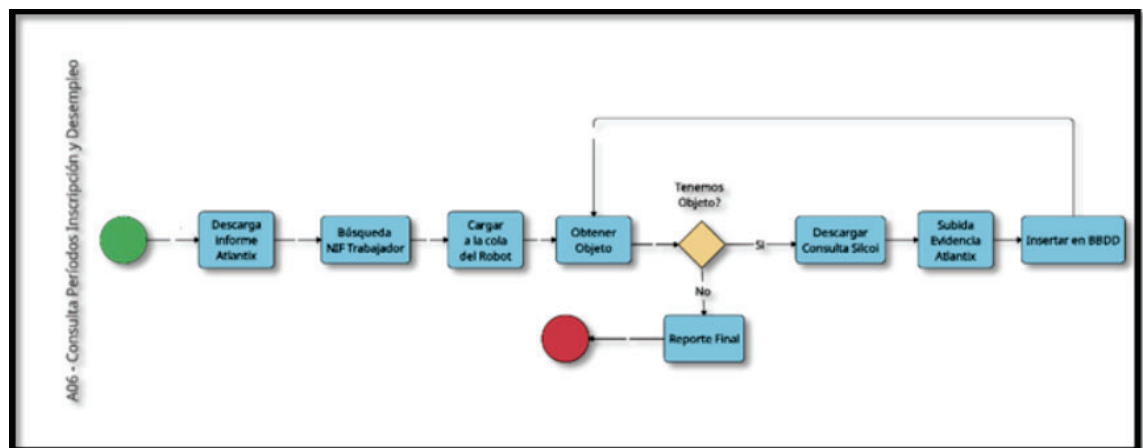 A06 - Consulta Períodos Inscripción y Desempleo
Descarga
Informe
Atlantix
Búsqueda
NIF Trabajador
Cargar
a la cola
del Robot
Obtener
Objeto
Tenemos
Objeto?
SI
Descargar
Consulta Silcoi
Subida
Evidencia
Atlantix
Insertar en BBDD
No
Reporte Final